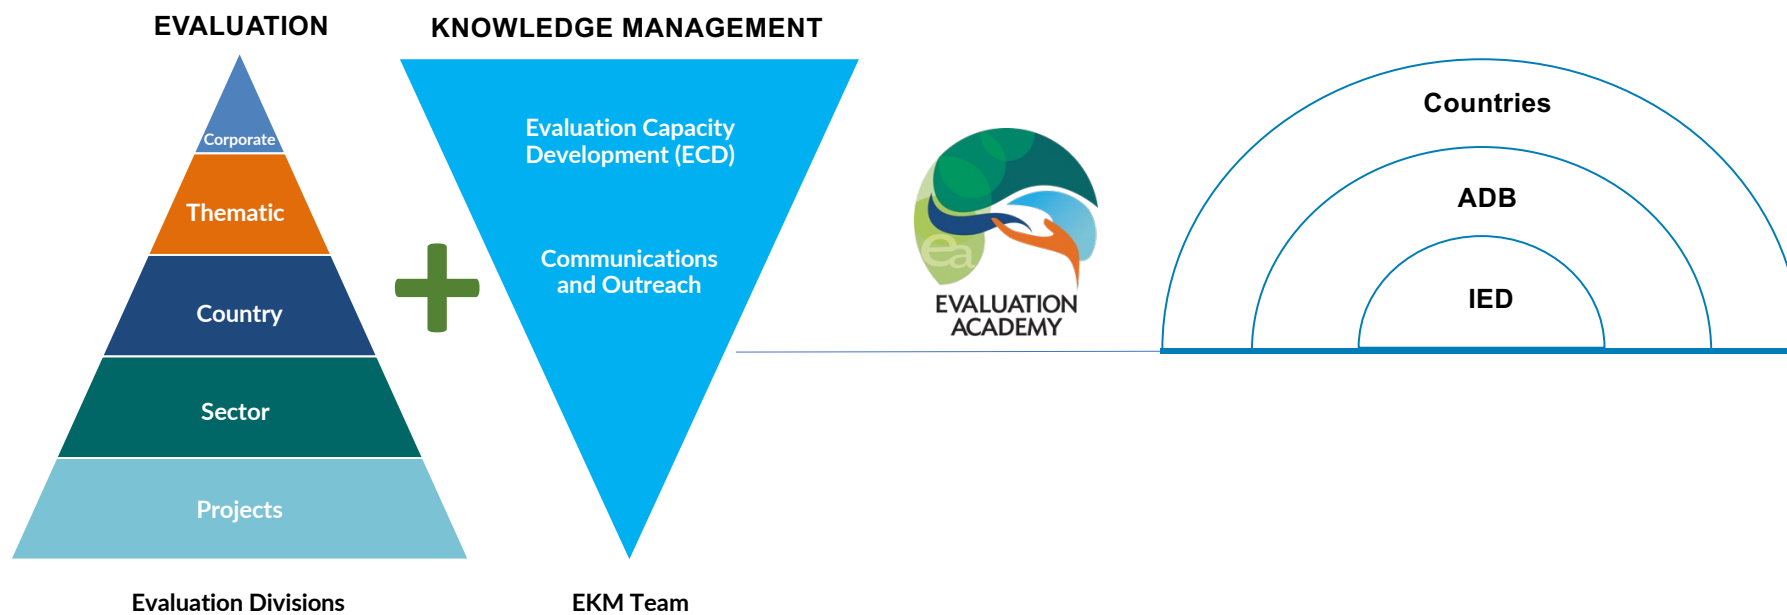 EVALUATION
Corporate
Thematic
Country
Sector
Projects
Evaluation Divisions
KNOWLEDGE MANAGEMENT
Evaluation Capacity
Development (ECD)
Communications
and Outreach
EKM Team
ea
EVALUATION
ACADEMY
Countries
ADB
IED